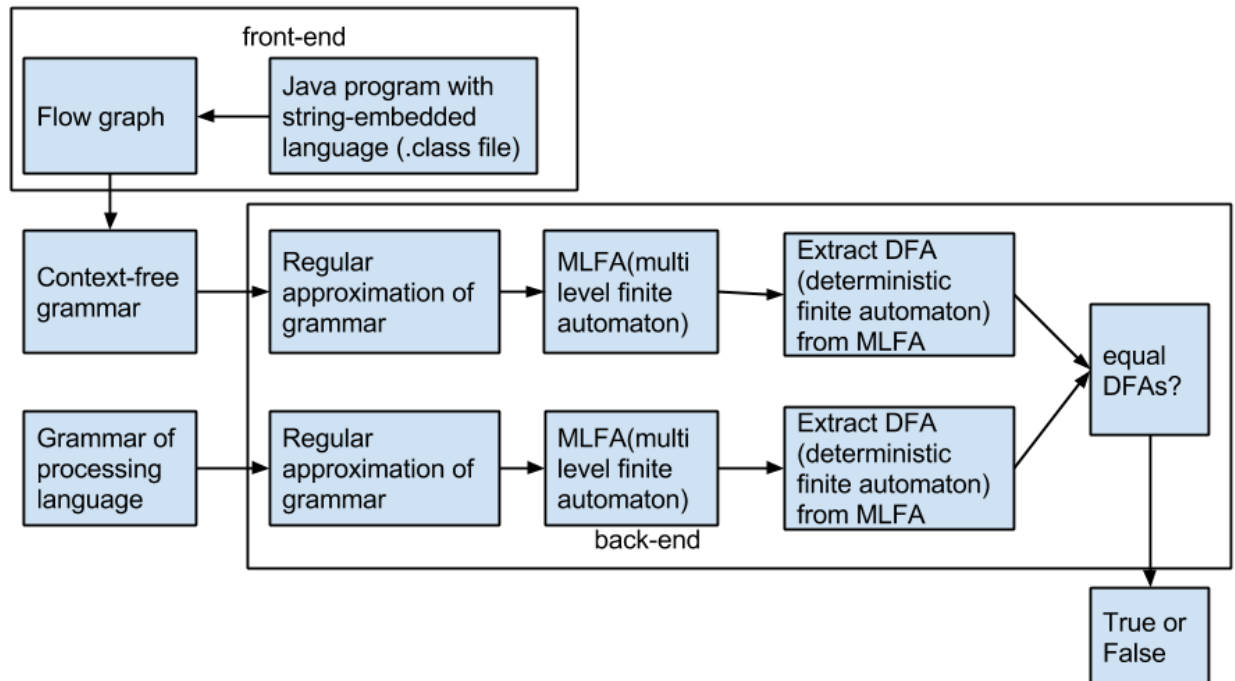 front-end
Flow graph
Java program with
string-embedded
language (.class file)
Context-free
grammar
Regular
approximation of
grammar
MLFA(multi
level finite
automaton)
Extract DFA
(deterministic
finite automaton)
from MLFA
equal
DFAs?
Grammar of
processing
language
Regular
approximation of
grammar
MLFA(multi
level finite
automaton)
Extract DFA
(deterministic
finite automaton)
from MLFA
back-end
True or
False